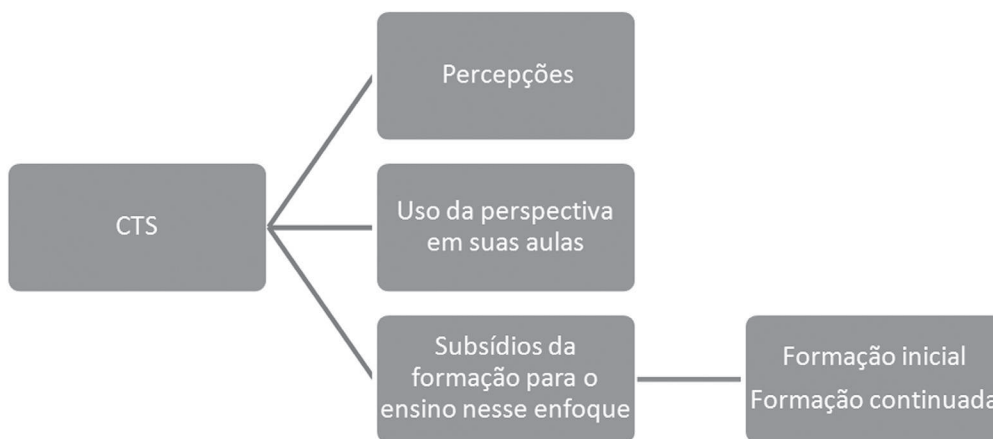 Percepções
CTS
Uso da perspectiva
em suas aulas
Subsídios da
formação para o
ensino nesse enfoque
Formação inicial
Formação continuada